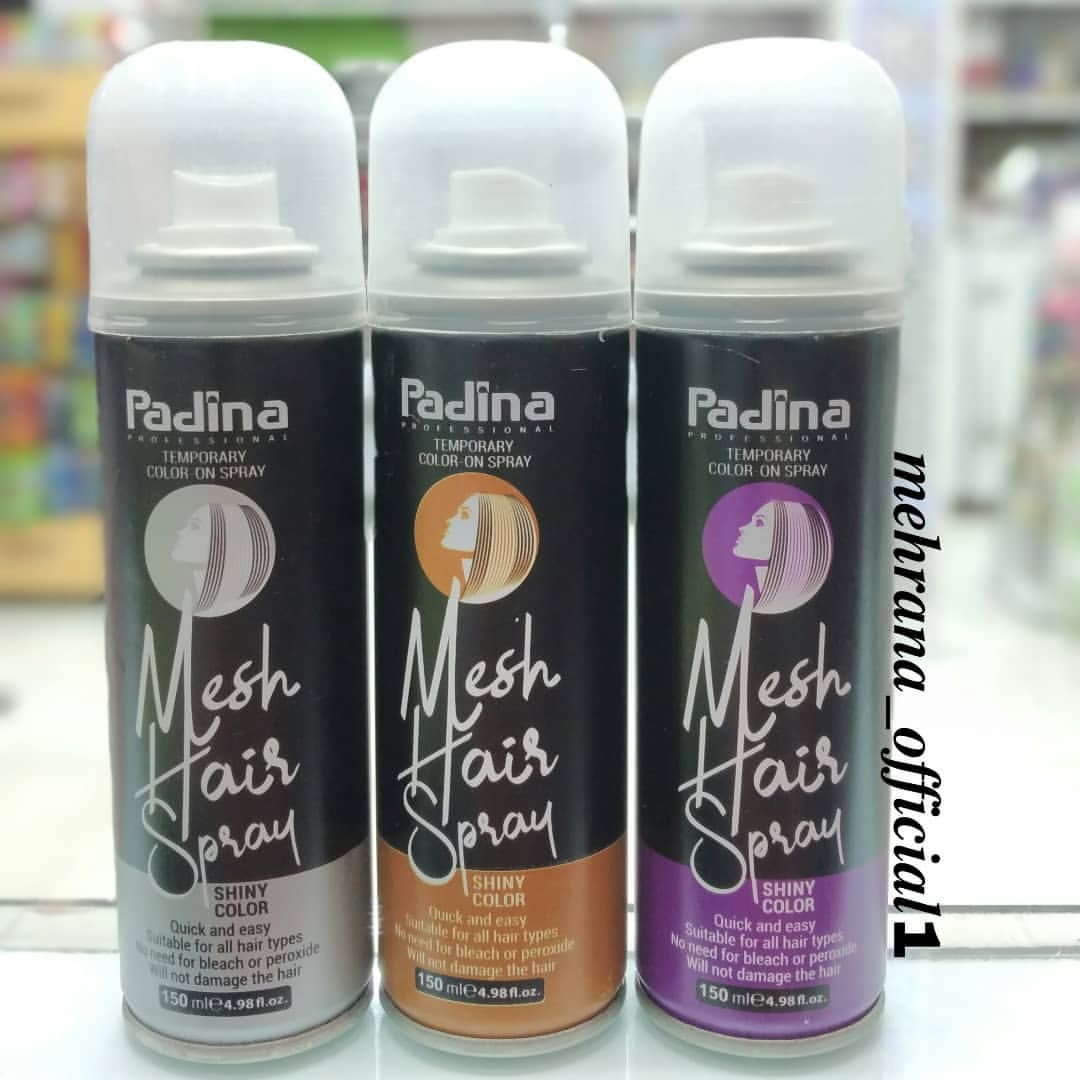 Padina
PROFESSIONAL
TEMPORARY
COLOR-ON SPRAY
Mesh
Hair
Spray
SHINY
COLOR
Quick and easy
Suitable for all hair types
No need for bleach or peroxide
Will not damage the hair
150 ml e 4.98 fl.oz.
Padina
PROFESSIONAL
TEMPORARY
COLOR-ON SPRAY
Mesh
Hair
Spray
SHINY
COLOR
Quick and easy
Suitable for all hair types
No need for bleach or peroxide
Will not damage the hair
150 ml e 4.98 fl.oz.
Padina
PROFESSIONAL
TEMPORARY
COLOR-ON SPRAY
Mesh
Hair
Spray
SHINY
COLOR
Quick and easy
Suitable for all hair types
No need for bleach or peroxide
Will not damage the hair
150 ml e 4.98 fl.oz.
mehrana_official1